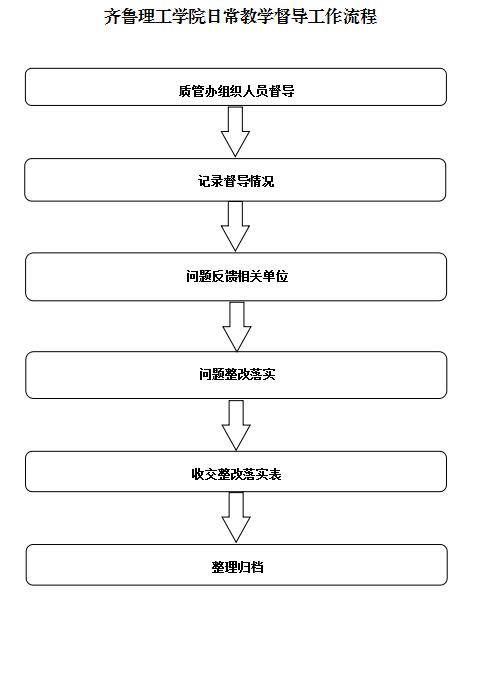 齐鲁理工学院日常教学督导工作流程
质管办组织人员督导
记录督导情况
问题反馈相关单位
问题整改落实
收交整改落实表
整理归档